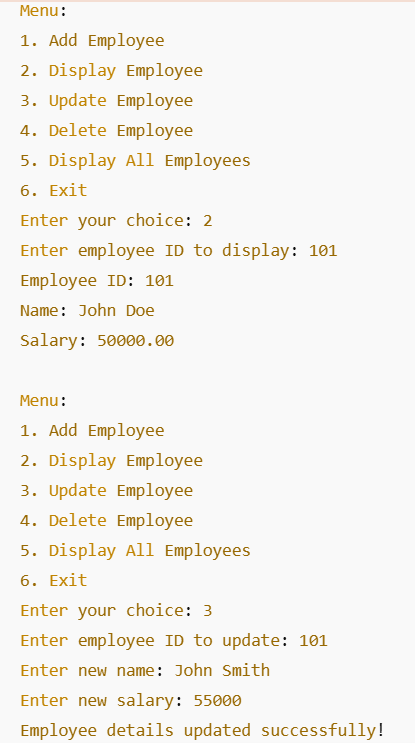 Menu:
1. Add Employee
2. Display Employee
3. Update Employee
4. Delete Employee
5. Display All Employees
6. Exit
Enter your choice: 2
Enter employee ID to display: 101
Employee ID: 101
Name: John Doe
Salary: 50000.00
Menu:
1. Add Employee
2. Display Employee
3. Update Employee
4. Delete Employee
5. Display All Employees
6. Exit
Enter your choice: 3
Enter employee ID to update: 101
Enter new name: John Smith
Enter new salary: 55000
Employee details updated successfully!